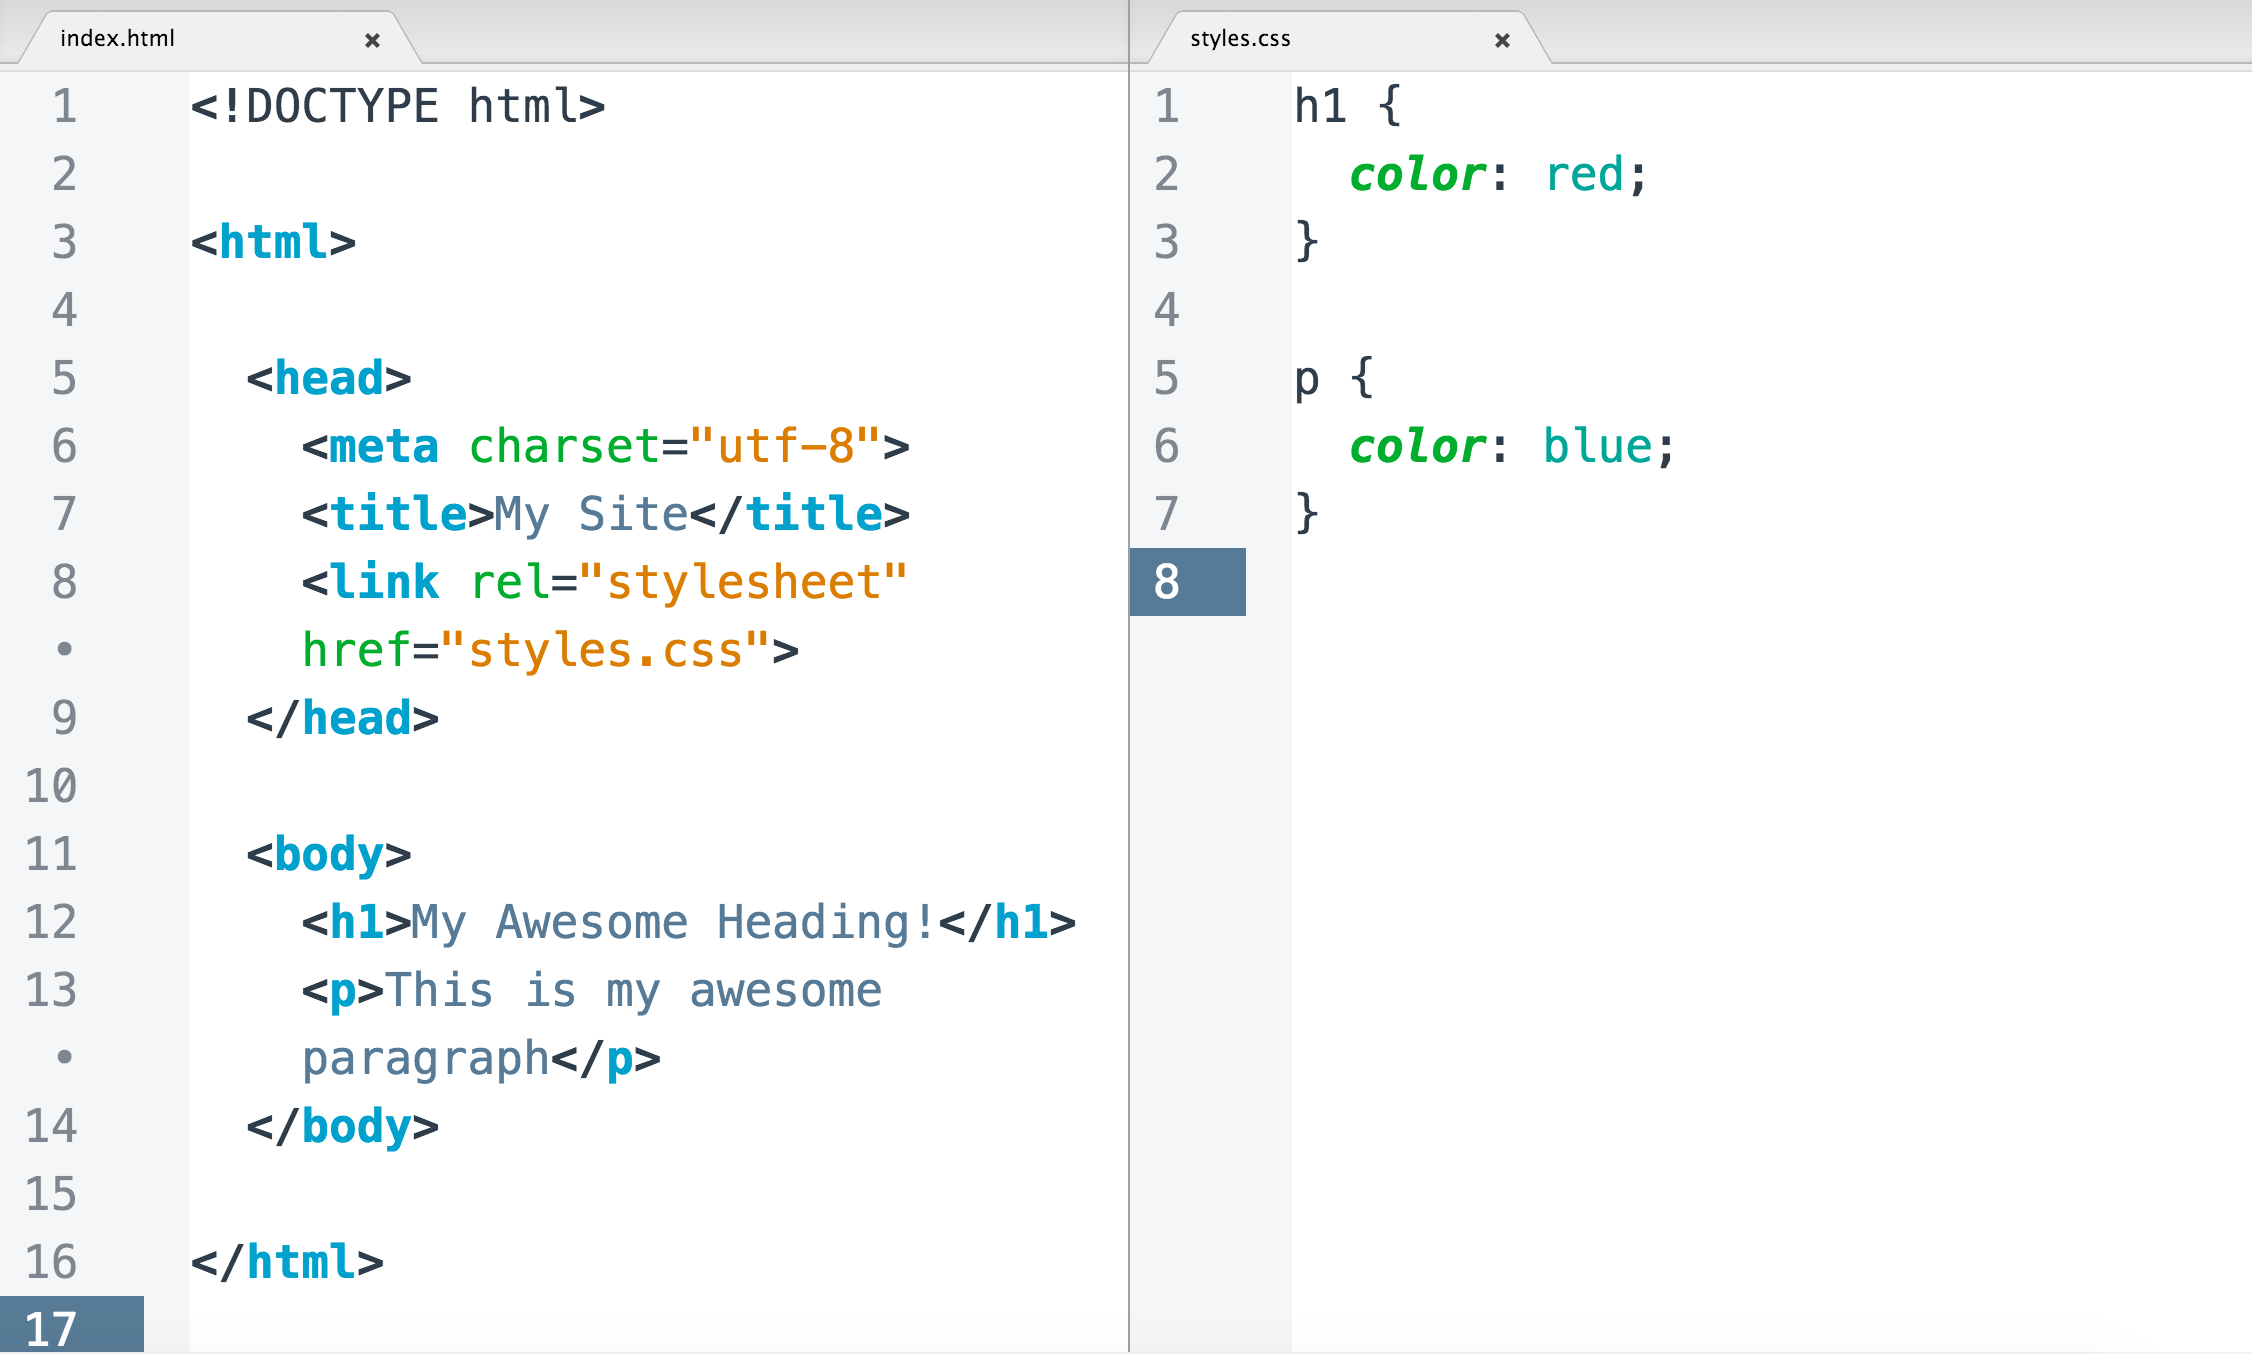 index.html
1 <!DOCTYPE html>
2
3 <html>
4
5   <head>
6     <meta charset="utf-8">
7     <title>My Site</title>
8     <link rel="stylesheet"
•     href="styles.css">
9   </head>
10
11   <body>
12     <h1>My Awesome Heading!</h1>
13     <p>This is my awesome
•     paragraph</p>
14   </body>
15
16 </html>
17
styles.css
1 h1 {
2   color: red;
3 }
4
5 p {
6   color: blue;
7 }
8